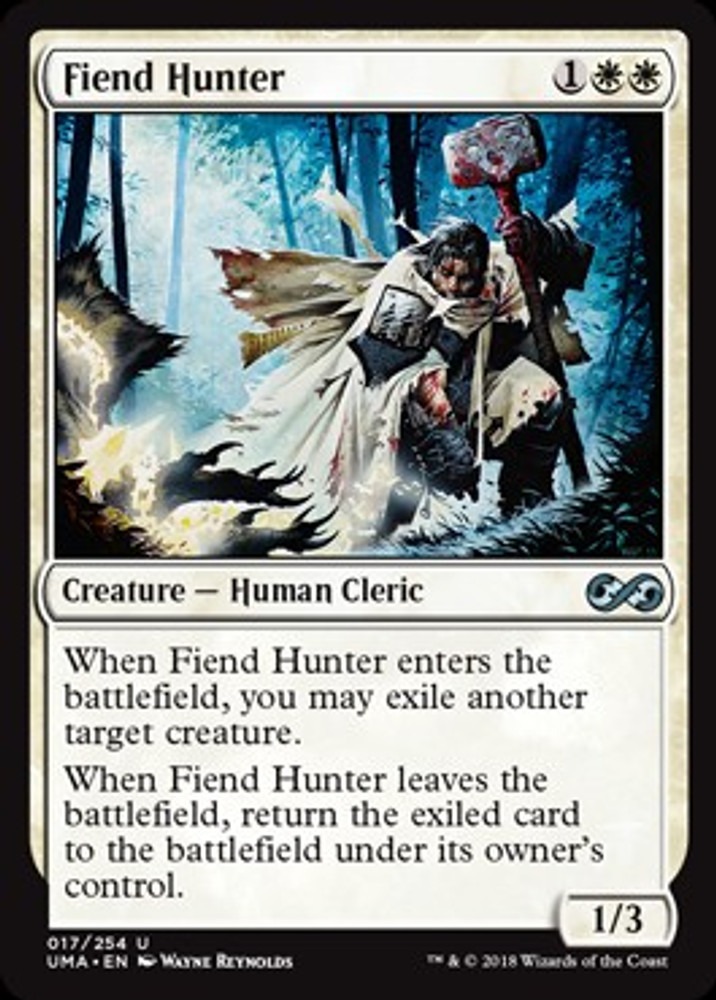 Fiend Hunter 1
Creature — Human Cleric
When Fiend Hunter enters the
battlefield, you may exile another
target creature.
When Fiend Hunter leaves the
battlefield, return the exiled card
to the battlefield under its owner's
control.
1/3
017/254 U
UMA • EN Wayne Reynolds
™ & © 2018 Wizards of the Coast